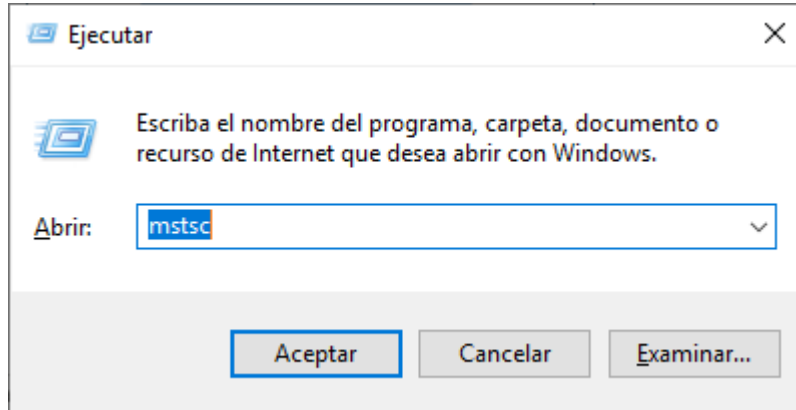 Ejecutar
Escriba el nombre del programa, carpeta, documento o
recurso de Internet que desea abrir con Windows.
Abrir:
mstsc
Aceptar
Cancelar
Examinar...